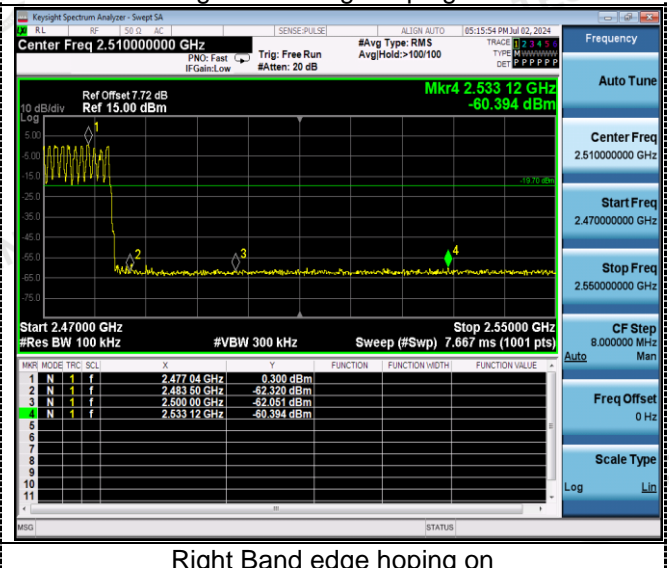 Keysight Spectrum Analyzer - Swept SA
RL RF 50 Ω AC SENSE:PULSE ALIGN AUTO 05:15:54 PM Jul 02, 2024
Center Freq 2.510000000 GHz
PNO: Fast
IFGain:Low
Trig: Free Run
#Atten: 20 dB
#Avg Type: RMS
Avg|Hold:>100/100
TRACE 1 2 3 4 5 6
TYPE M W W W W W
DET P P P P P P
Ref Offset 7.72 dB
10 dB/div Ref 15.00 dBm
Log
Mkr4 2.533 12 GHz
-60.394 dBm
5.00
-5.00
-15.0
-25.0
-35.0
-45.0
-55.0
-65.0
-75.0
1
2
3
4
-19.70 dBm
Start 2.47000 GHz Stop 2.55000 GHz
#Res BW 100 kHz #VBW 300 kHz Sweep (#Swp) 7.667 ms (1001 pts)
MKR MODE TRC SCL X Y FUNCTION FUNCTION WIDTH FUNCTION VALUE
1 N 1 f 2.477 04 GHz 0.300 dBm
2 N 1 f 2.483 50 GHz -62.320 dBm
3 N 1 f 2.500 00 GHz -62.051 dBm
4 N 1 f 2.533 12 GHz -60.394 dBm
5
6
7
8
9
10
11
MSG STATUS
Frequency
Auto Tune
Center Freq
2.510000000 GHz
Start Freq
2.470000000 GHz
Stop Freq
2.550000000 GHz
CF Step
8.000000 MHz
Auto Man
Freq Offset
0 Hz
Scale Type
Log Lin
Right Band edge hoping on